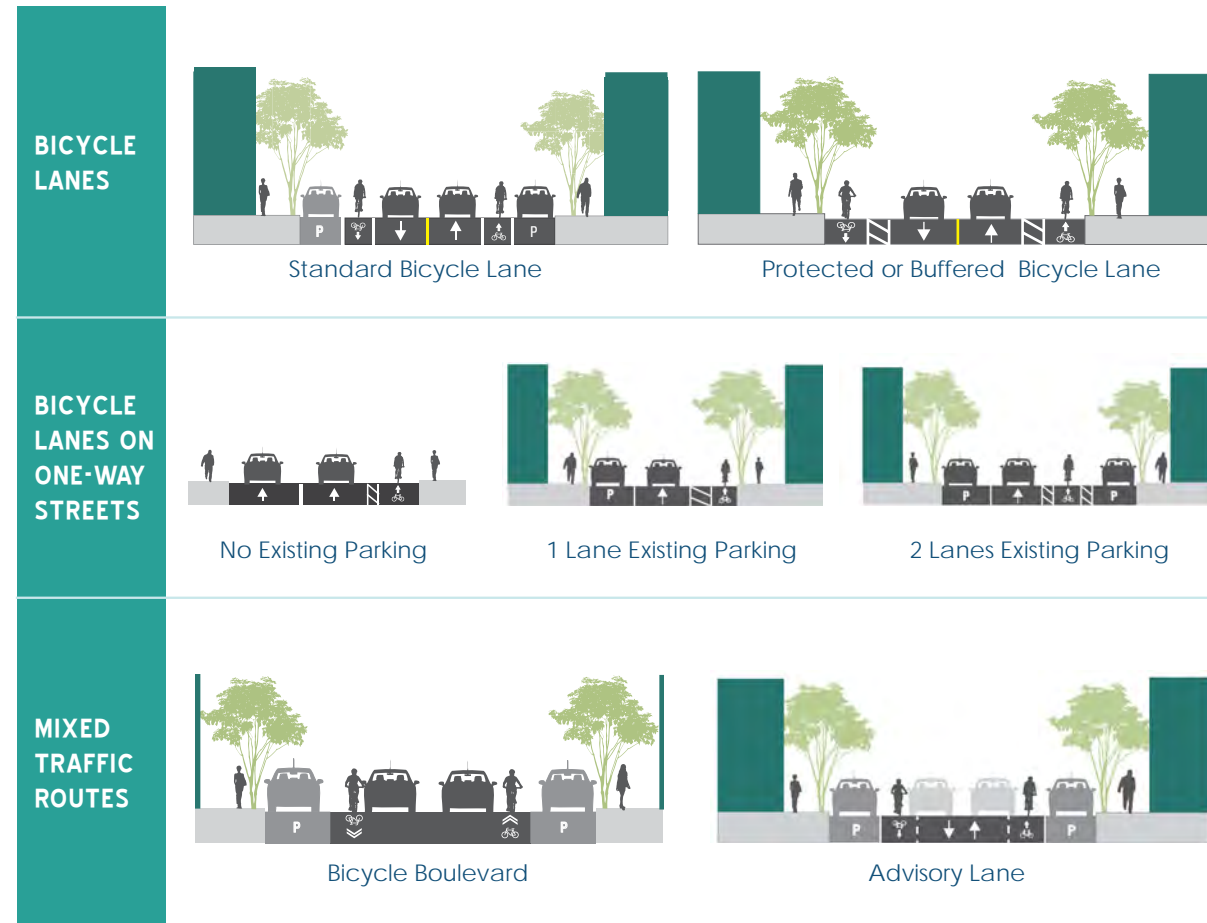 BICYCLE
LANES
P
P
Standard Bicycle Lane
Protected or Buffered Bicycle Lane
BICYCLE
LANES ON
ONE-WAY
STREETS
No Existing Parking
P
1 Lane Existing Parking
P
P
2 Lanes Existing Parking
MIXED
TRAFFIC
ROUTES
P
P
Bicycle Boulevard
P
P
Advisory Lane